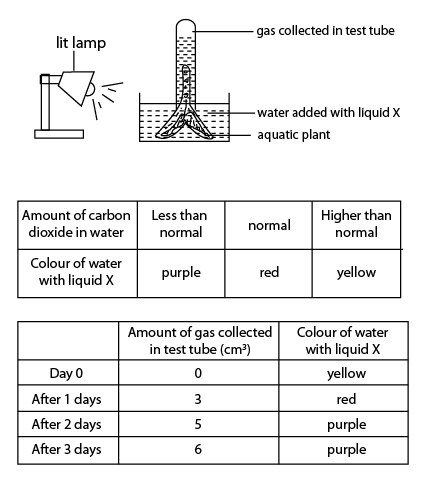 lit lamp
gas collected in test tube
water added with liquid X
aquatic plant
Amount of carbon
dioxide in water
Less than
normal
normal
Higher than
normal
Colour of water
with liquid X
purple
red
yellow
Amount of gas collected
in test tube (cm³)
Colour of water
with liquid X
Day 0
0
yellow
After 1 days
3
red
After 2 days
5
purple
After 3 days
6
purple